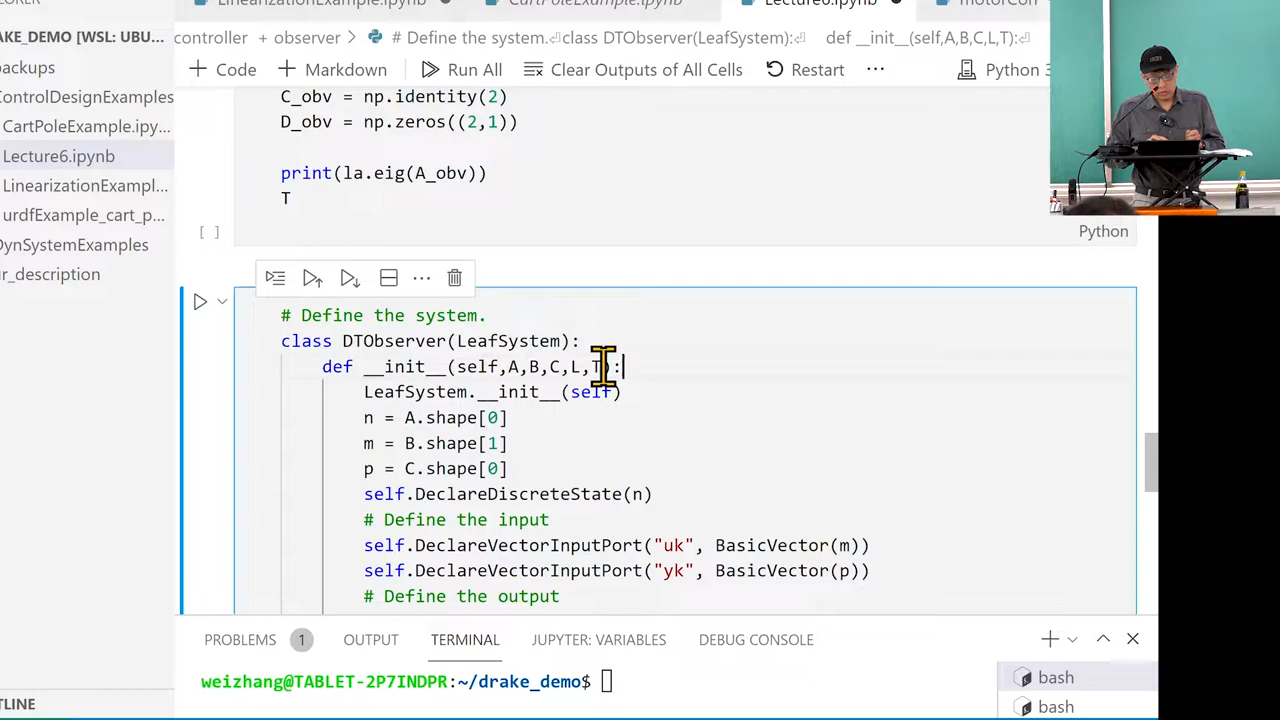 LinearizationExample.ipynb
CartPoleExample.ipynb
Lecture6.ipynb
motorCon
AKE_DEMO [WSL: UBU...
controller + observer > # Define the system.⏎class DTObserver(LeafSystem):⏎ def __init__(self,A,B,C,L,T):⏎
backups
+ Code + Markdown Run All Clear Outputs of All Cells Restart ··· Python 3
ControlDesignExamples
CartPoleExample.ipy...
Lecture6.ipynb
LinearizationExampl...
urdfExample_cart_p...
DynSystemExamples
ur_description
C_obv = np.identity(2)
D_obv = np.zeros((2,1))
print(la.eig(A_obv))
T
[ ]
Python
# Define the system.
class DTObserver(LeafSystem):
def __init__(self,A,B,C,L,T):
LeafSystem.__init__(self)
n = A.shape[0]
m = B.shape[1]
p = C.shape[0]
self.DeclareDiscreteState(n)
# Define the input
self.DeclareVectorInputPort("uk", BasicVector(m))
self.DeclareVectorInputPort("yk", BasicVector(p))
# Define the output
PROBLEMS 1 OUTPUT TERMINAL JUPYTER: VARIABLES DEBUG CONSOLE
weizhang@TABLET-2P7INDPR:~/drake_demo$
bash
bash
TLINE